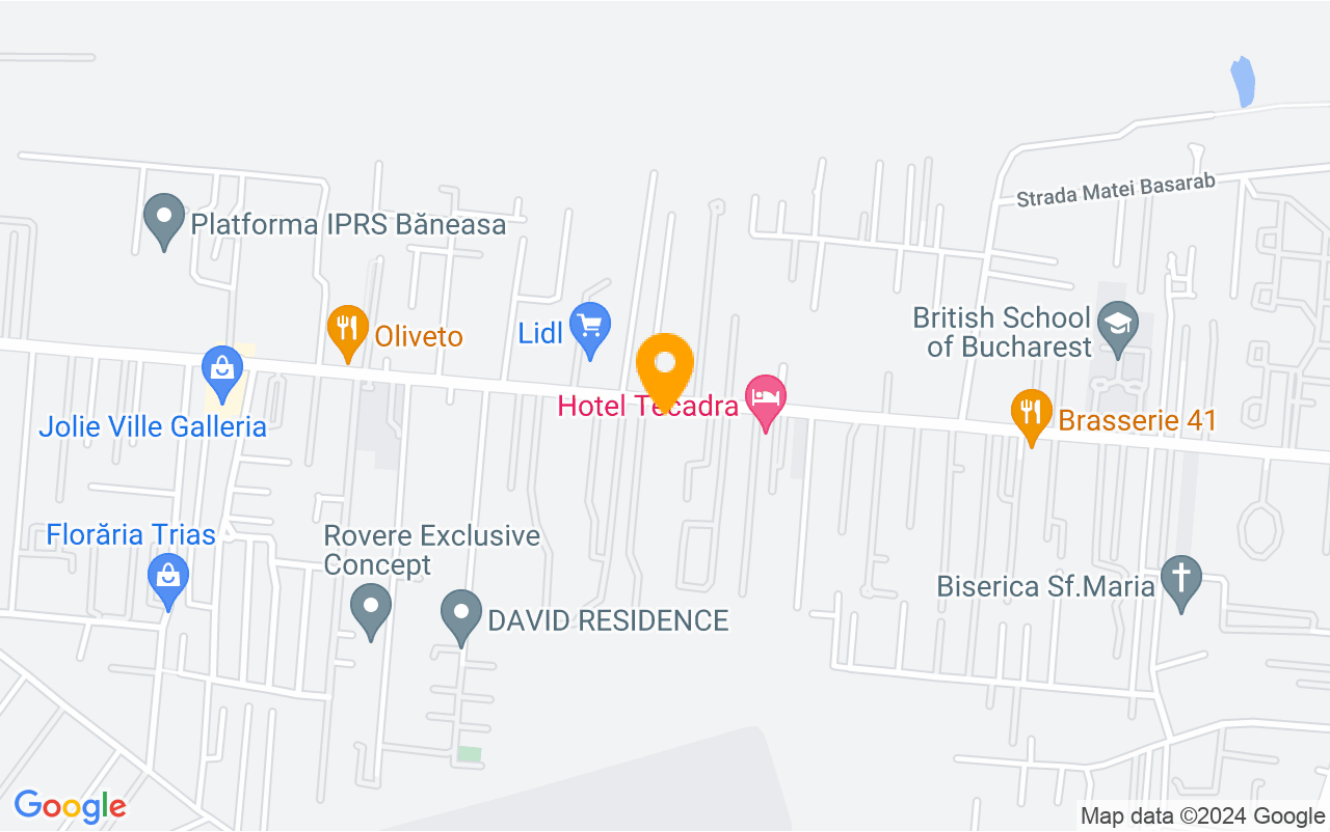 Strada Matei Basarab
Platforma IPRS Băneasa
British School
of Bucharest
Lidl
Oliveto
Hotel Tecadra
Brasserie 41
Jolie Ville Galleria
Florăria Trias
Rovere Exclusive
Concept
Biserica Sf.Maria
DAVID RESIDENCE
Google
Map data ©2024 Google